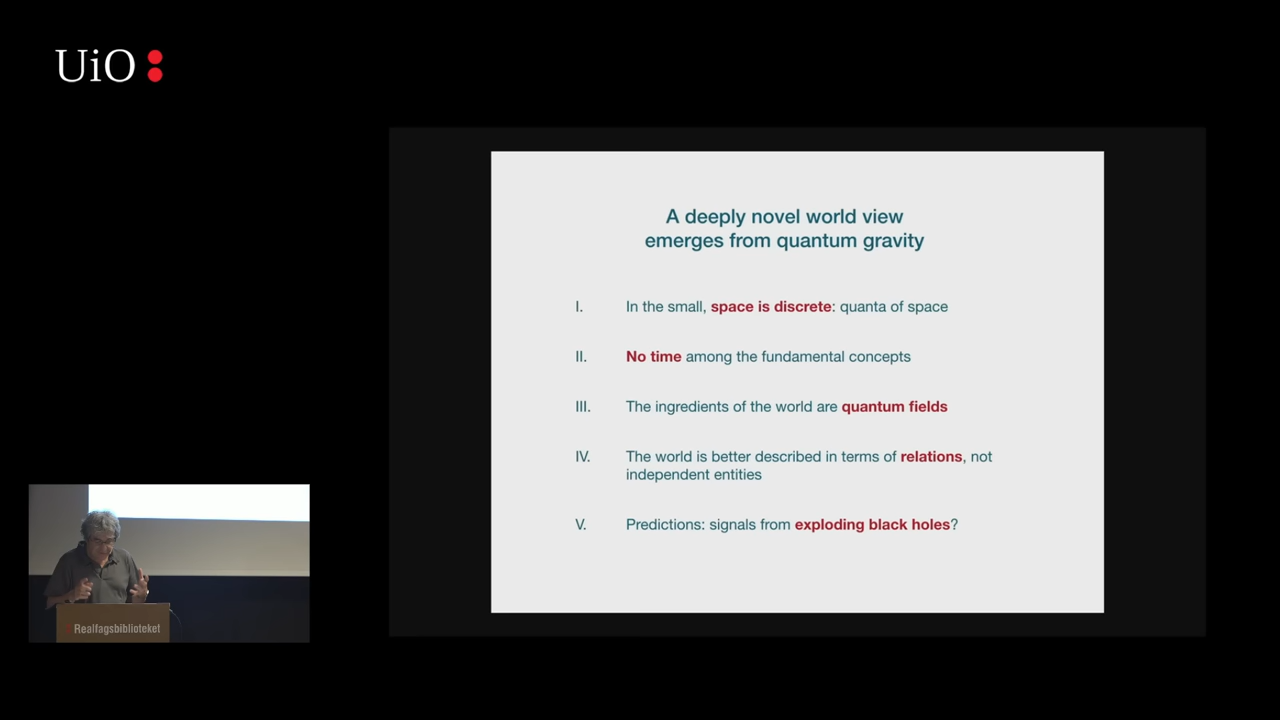 UiO:
A deeply novel world view
emerges from quantum gravity
I. In the small, space is discrete: quanta of space
II. No time among the fundamental concepts
III. The ingredients of the world are quantum fields
IV. The world is better described in terms of relations, not
independent entities
V. Predictions: signals from exploding black holes?
Realfagsbiblioteket